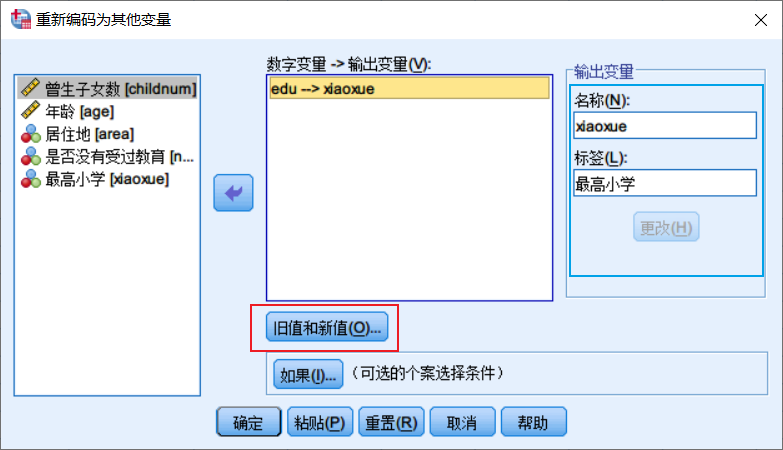 重新编码为其他变量
曾生子女数 [childnum]
年龄 [age]
居住地 [area]
是否没有受过教育 [n...
最高小学 [xiaoxue]
数字变量 -> 输出变量(V):
edu --> xiaoxue
旧值和新值(O)...
如果(I)...
(可选的个案选择条件)
输出变量
名称(N):
xiaoxue
标签(L):
最高小学
更改(H)
确定
粘贴(P)
重置(R)
取消
帮助